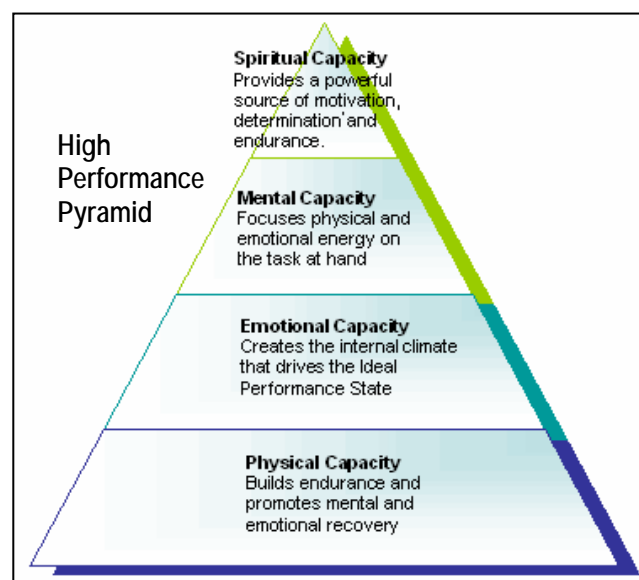 Spiritual Capacity
Provides a powerful
source of motivation,
determination and
endurance.
High
Performance
Pyramid
Mental Capacity
Focuses physical and
emotional energy on
the task at hand
Emotional Capacity
Creates the internal climate
that drives the Ideal
Performance State
Physical Capacity
Builds endurance and
promotes mental and
emotional recovery